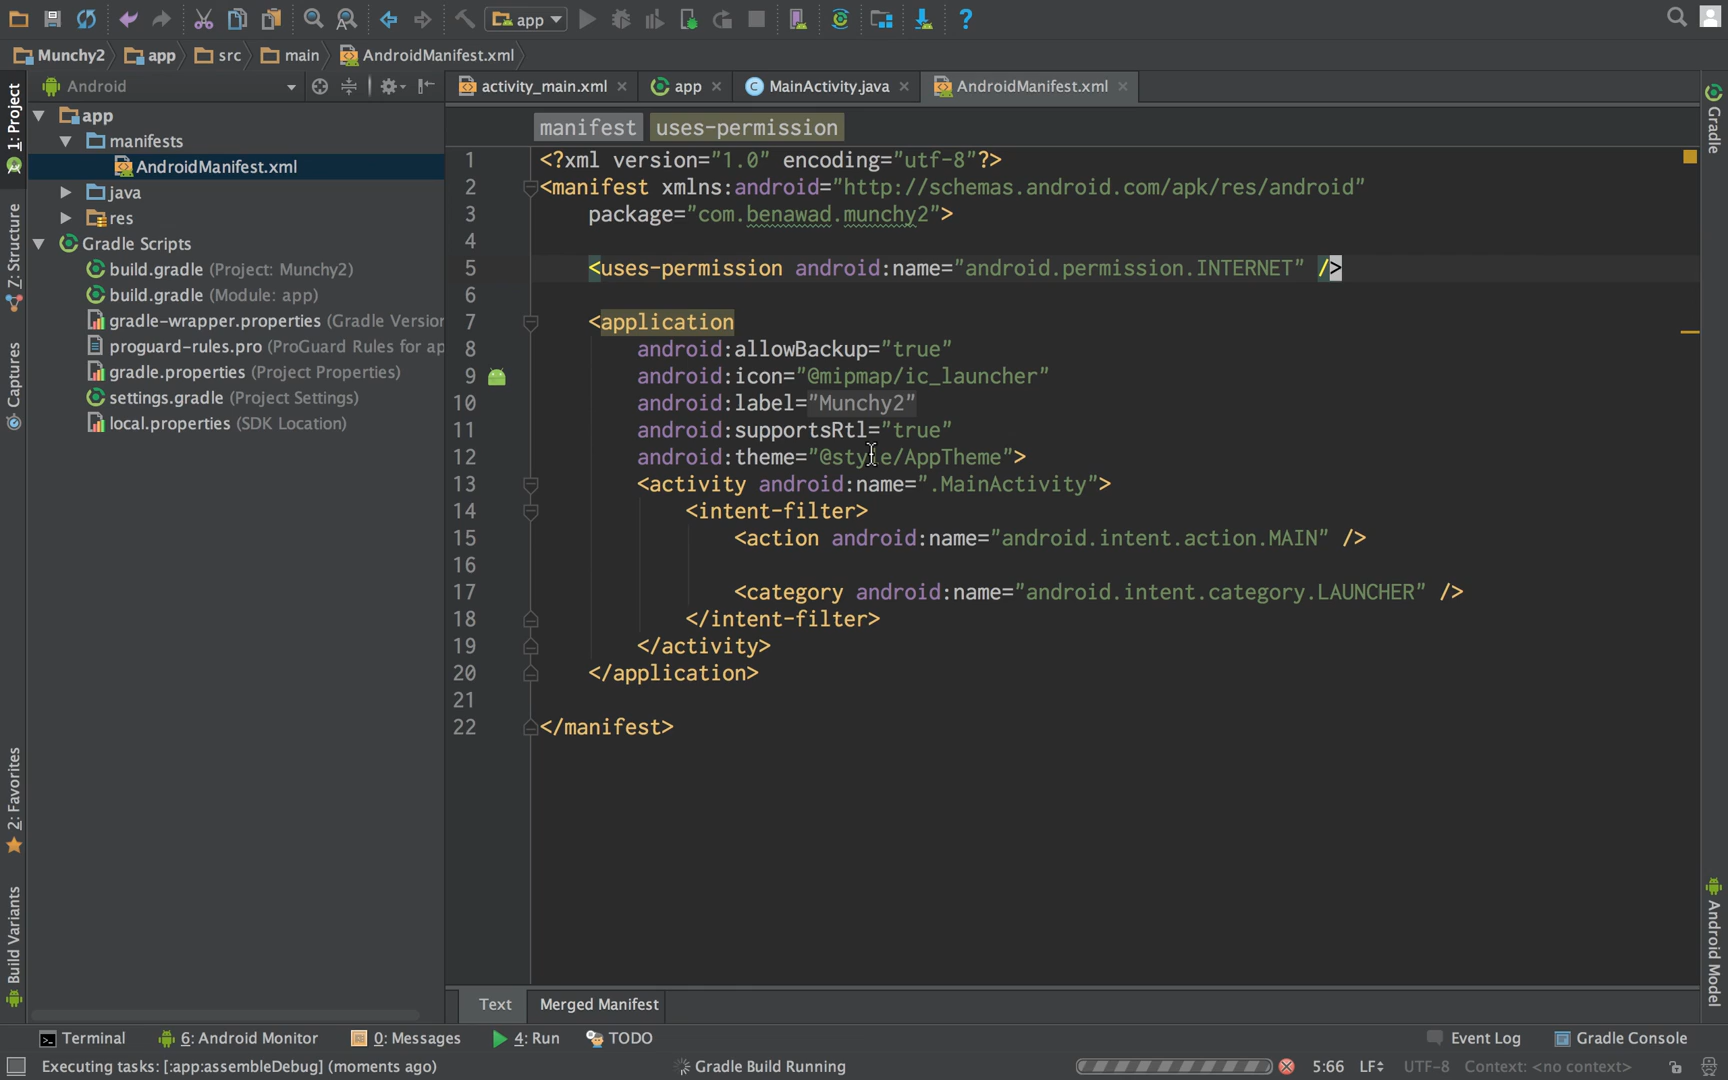 app
Munchy2
app
src
main
AndroidManifest.xml
Android
activity_main.xml
app
MainActivity.java
AndroidManifest.xml
1: Project
Z: Structure
Captures
2: Favorites
Build Variants
app
manifests
AndroidManifest.xml
java
res
Gradle Scripts
build.gradle (Project: Munchy2)
build.gradle (Module: app)
gradle-wrapper.properties (Gradle Version
proguard-rules.pro (ProGuard Rules for ap
gradle.properties (Project Properties)
settings.gradle (Project Settings)
local.properties (SDK Location)
manifest uses-permission
1 <?xml version="1.0" encoding="utf-8"?>
2 <manifest xmlns:android="http://schemas.android.com/apk/res/android"
3 package="com.benawad.munchy2">
4
5 <uses-permission android:name="android.permission.INTERNET" />
6
7 <application
8 android:allowBackup="true"
9 android:icon="@mipmap/ic_launcher"
10 android:label="Munchy2"
11 android:supportsRtl="true"
12 android:theme="@style/AppTheme">
13 <activity android:name=".MainActivity">
14 <intent-filter>
15 <action android:name="android.intent.action.MAIN" />
16
17 <category android:name="android.intent.category.LAUNCHER" />
18 </intent-filter>
19 </activity>
20 </application>
21
22 </manifest>
Gradle
Android Model
Text
Merged Manifest
Terminal
6: Android Monitor
0: Messages
4: Run
TODO
Event Log
Gradle Console
Executing tasks: [:app:assembleDebug] (moments ago)
Gradle Build Running
5:66
LF
UTF-8
Context: <no context>